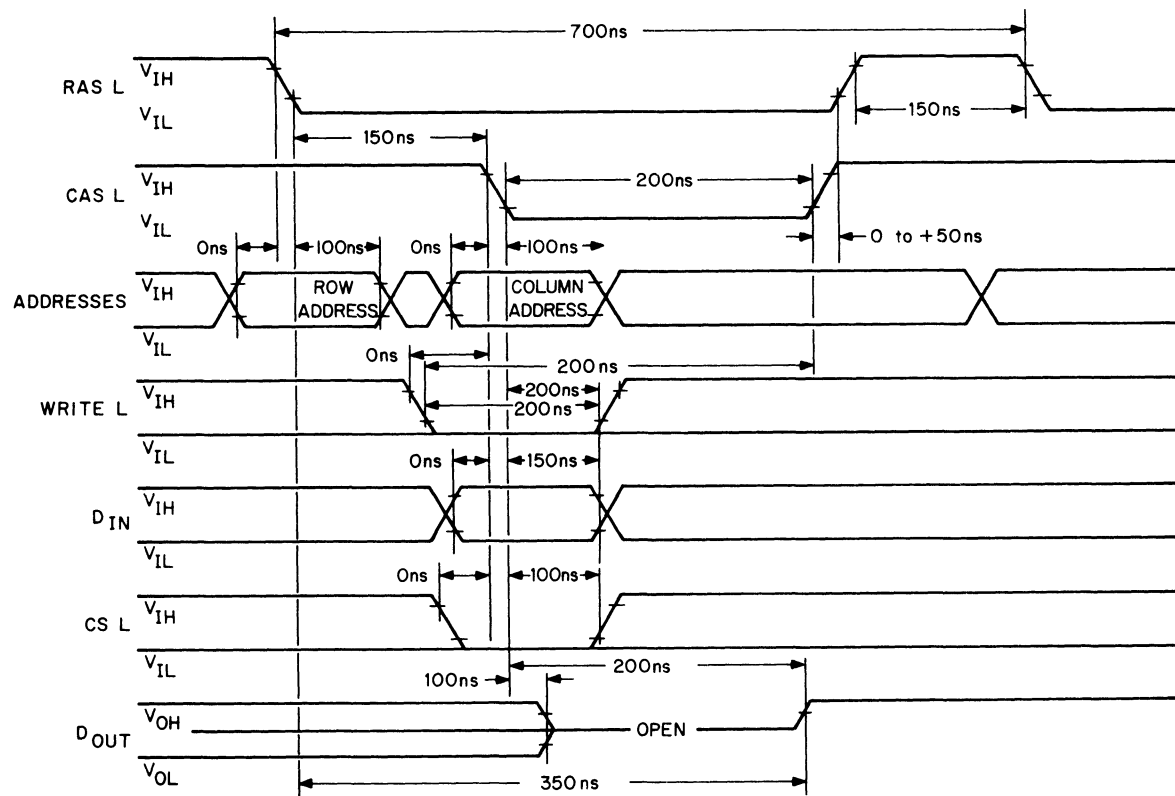 700ns
RAS L
VIH
VIL
150ns
150ns
CAS L
VIH
VIL
200ns
0 to +50ns
0ns
100ns
0ns
100ns
ADDRESSES
VIH
VIL
ROW
ADDRESS
COLUMN
ADDRESS
0ns
200ns
WRITE L
VIH
VIL
200ns
200ns
0ns
150ns
D IN
VIH
VIL
0ns
100ns
CS L
VIH
VIL
200ns
100ns
D OUT
VOH
VOL
OPEN
350ns